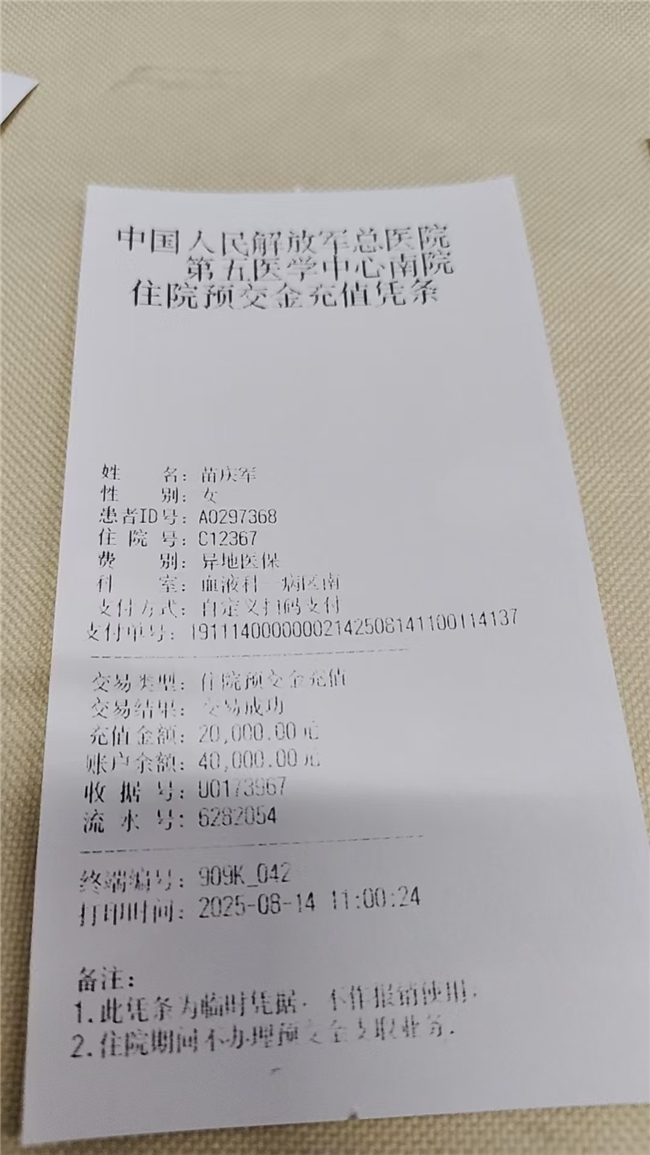 中国人民解放军总医院
第五医学中心南院
住院预交金充值凭条
姓 名：苗庆军
性 别：女
患者ID号：A0297368
住 院 号：C12367
费 别：异地医保
科 室：血液科一病区南
支付方式：自定义扫码支付
支付单号：19111400000002142508141100114137
交易类型：住院预交金充值
交易结果：交易成功
充值金额：20,000.00元
账户余额：40,000.00元
收 据 号：U0173967
流 水 号：6282054
终端编号：909K_042
打印时间：2025-08-14 11:00:24
备注：
1.此凭条为临时凭据，不作报销使用.
2.住院期间不办理预交金支取业务.